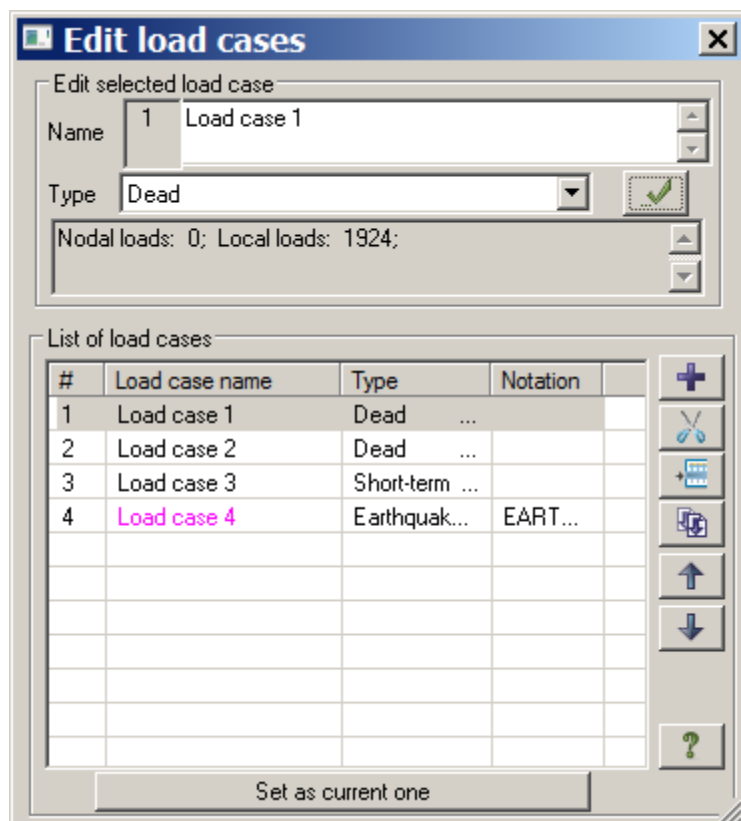 Edit load cases
Edit selected load case
Name 1 Load case 1
Type Dead
Nodal loads: 0; Local loads: 1924;
List of load cases
# Load case name Type Notation
1 Load case 1 Dead ...
2 Load case 2 Dead ...
3 Load case 3 Short-term ...
4 Load case 4 Earthquak... EART...
Set as current one